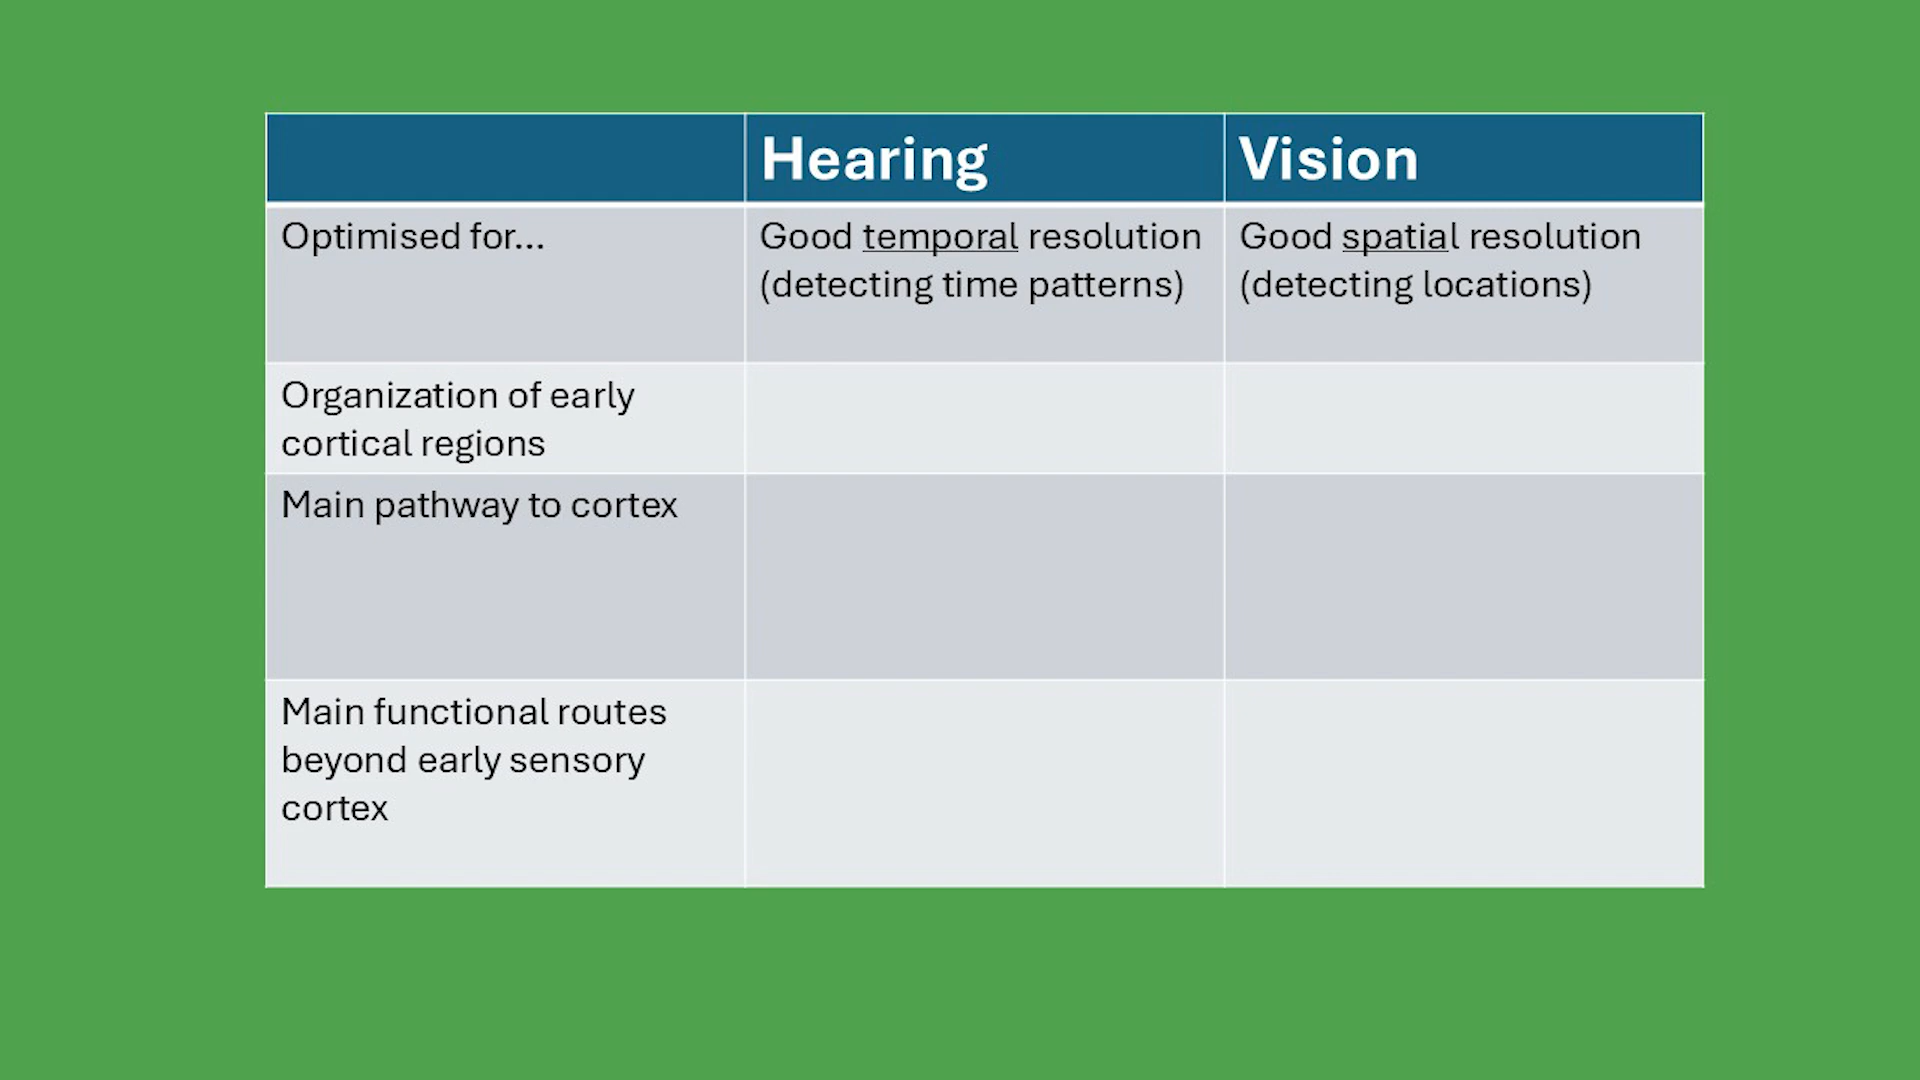 Hearing
Vision
Optimised for...
Good temporal resolution
(detecting time patterns)
Good spatial resolution
(detecting locations)
Organization of early
cortical regions
Main pathway to cortex
Main functional routes
beyond early sensory
cortex